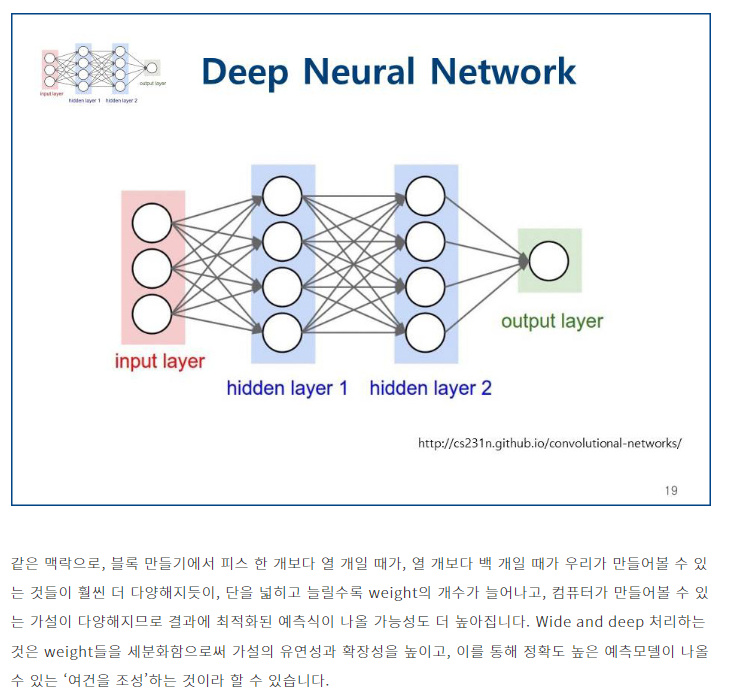 input layer
hidden layer 1 hidden layer 2
output layer
Deep Neural Network
input layer
hidden layer 1
hidden layer 2
output layer
http://cs231n.github.io/convolutional-networks/
19
같은 맥락으로, 블록 만들기에서 피스 한 개보다 열 개일 때가, 열 개보다 백 개일 때가 우리가 만들어볼 수 있
는 것들이 훨씬 더 다양해지듯이, 단을 넓히고 늘릴수록 weight의 개수가 늘어나고, 컴퓨터가 만들어볼 수 있
는 가설이 다양해지므로 결과에 최적화된 예측식이 나올 가능성도 더 높아집니다. Wide and deep 처리하는
것은 weight들을 세분화함으로써 가설의 유연성과 확장성을 높이고, 이를 통해 정확도 높은 예측모델이 나올
수 있는 ‘여건을 조성’하는 것이라 할 수 있습니다.